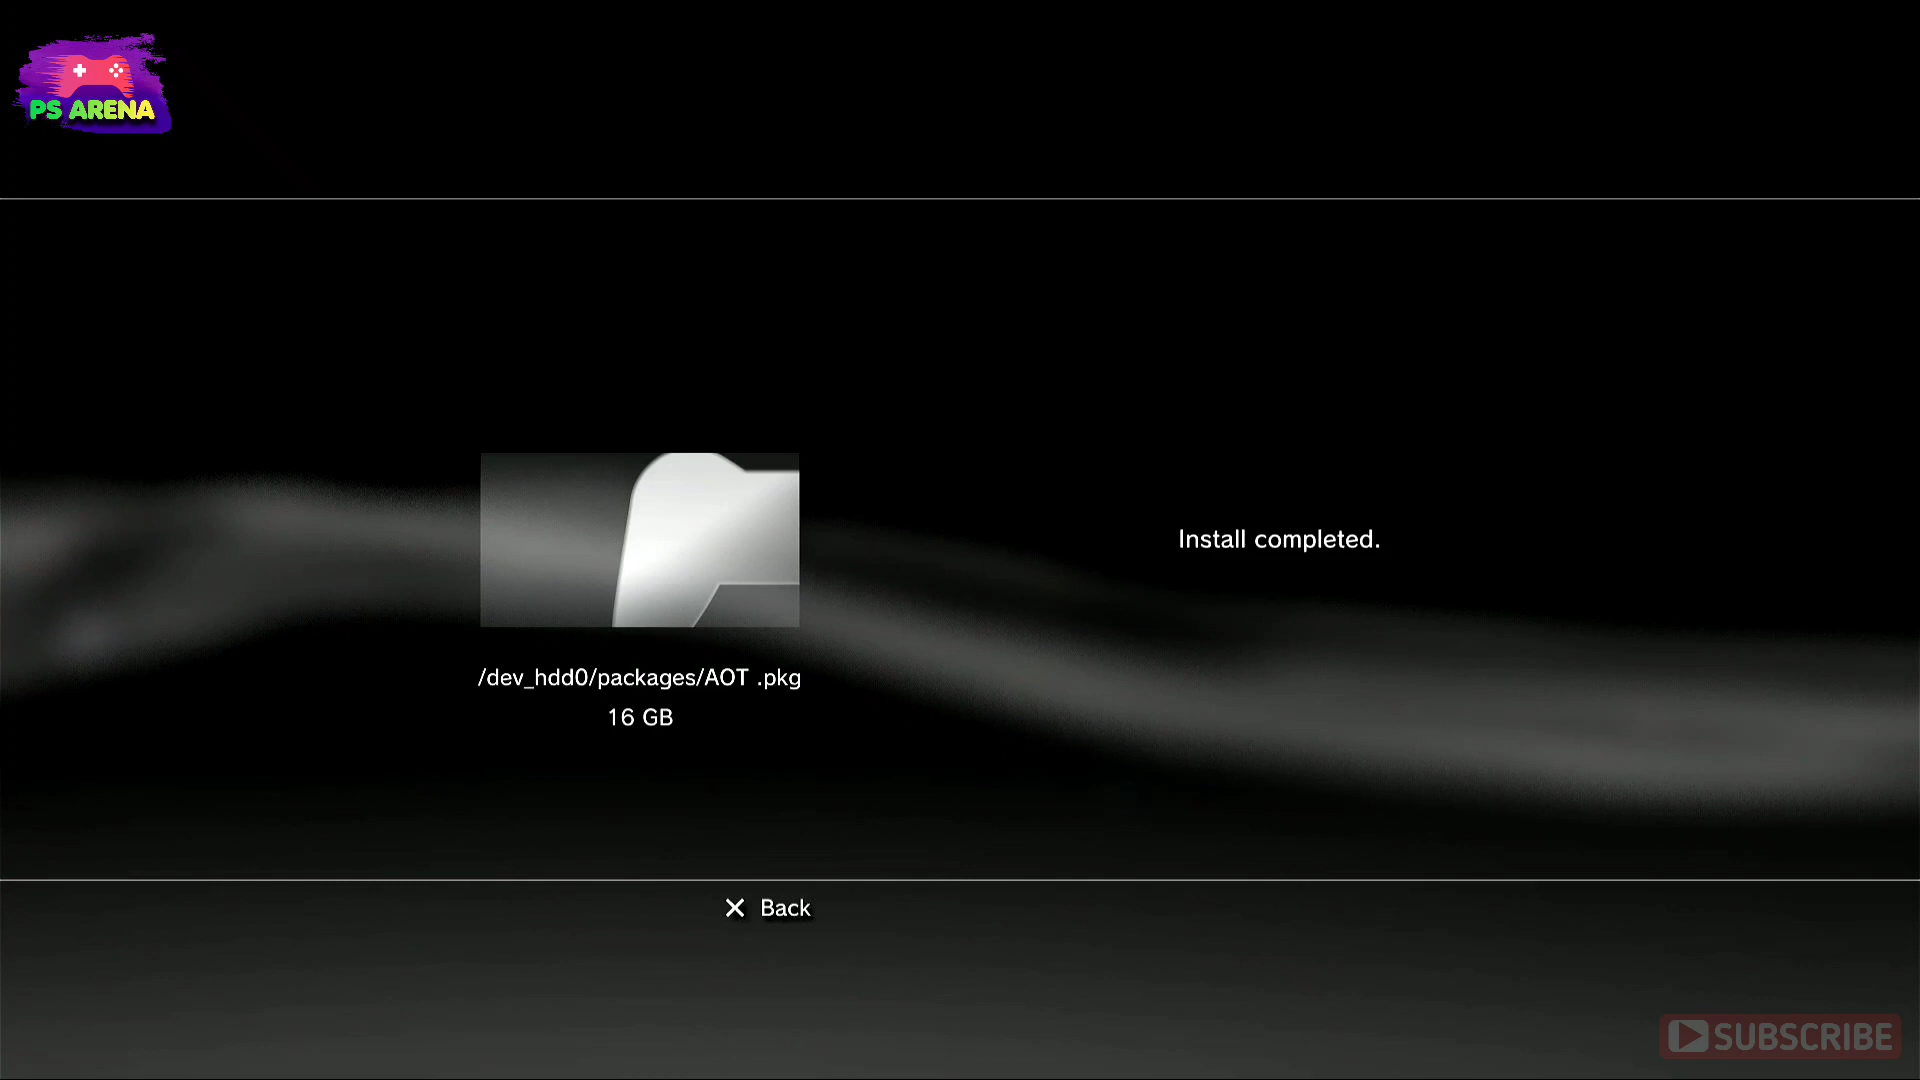 PS ARENA
Install completed.
/dev_hdd0/packages/AOT .pkg
16 GB
Back
SUBSCRIBE